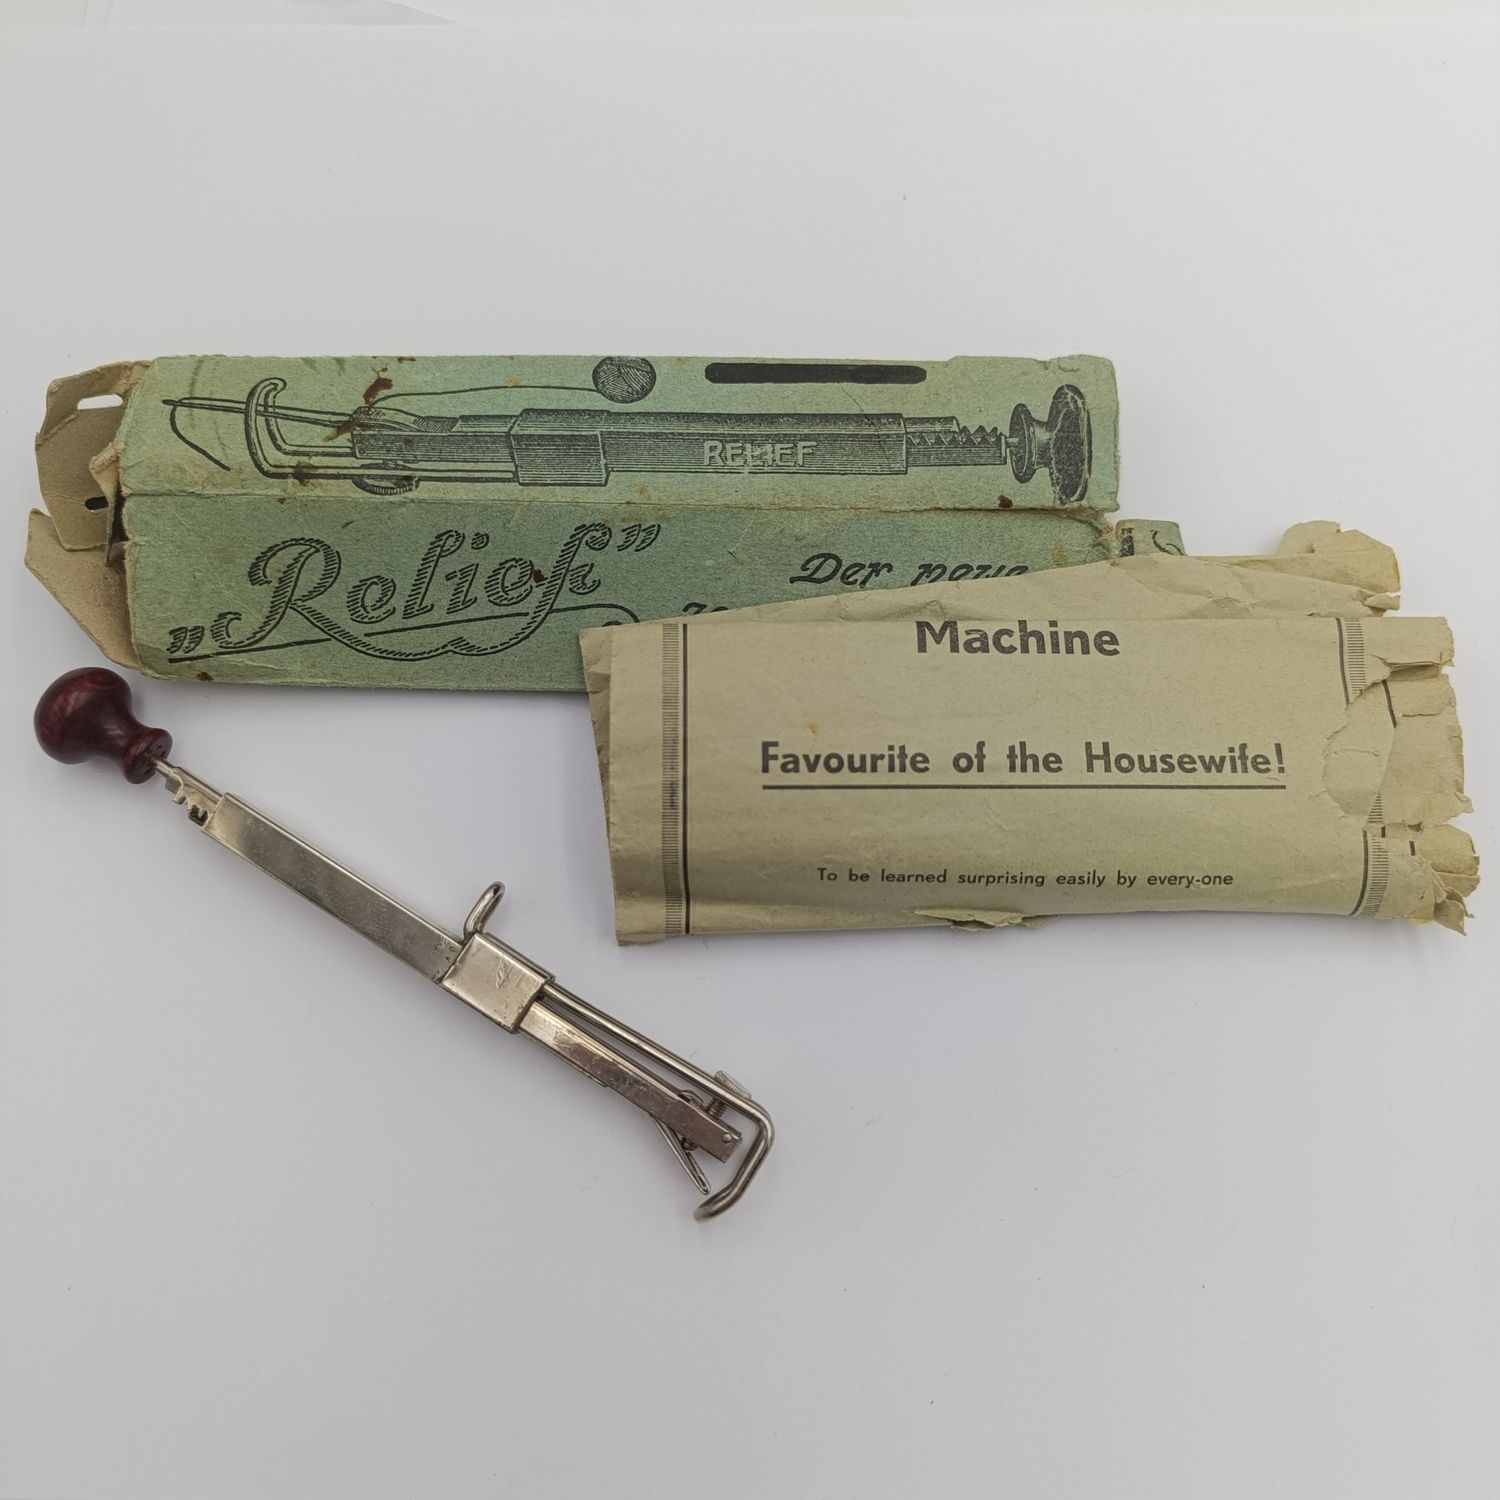 RELIEF
„Relief”
Der neue
Machine
Favourite of the Housewife!
To be learned surprising easily by every-one